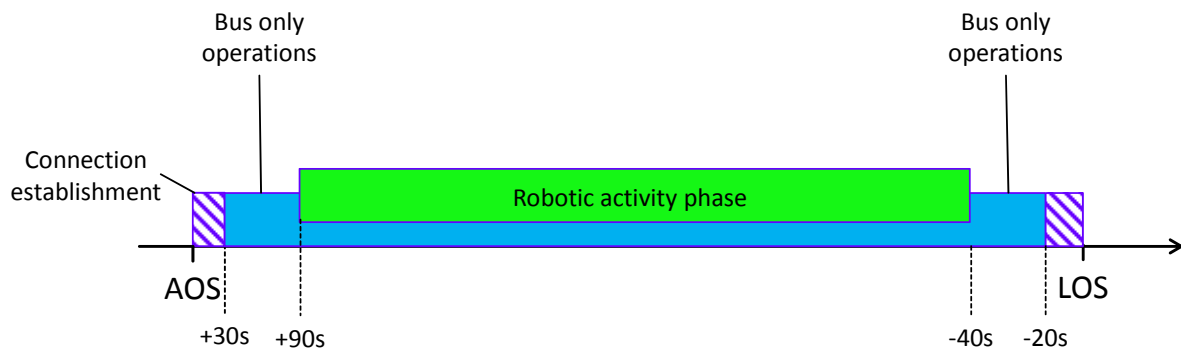 Bus only
operations
Bus only
operations
Connection
establishment
Robotic activity phase
AOS
LOS
+30s
+90s
-40s
-20s